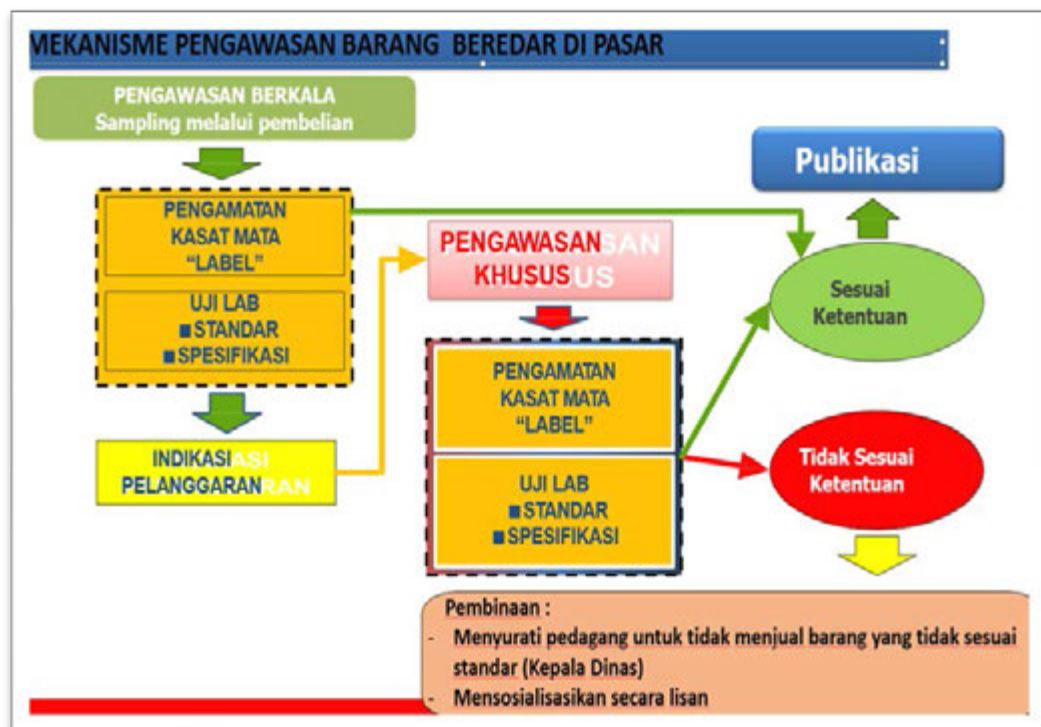 MEKANISME PENGAWASAN BARANG BEREDAR DI PASAR
PENGAWASAN BERKALA
Sampling melalui pembelian
PENGAMATAN
KASAT MATA
“LABEL”
UJI LAB
■STANDAR
■SPESIFIKASI
INDIKASI
PELANGGARAN
PENGAWASAN
KHUSUS
PENGAMATAN
KASAT MATA
“LABEL”
UJI LAB
■STANDAR
■SPESIFIKASI
Publikasi
Sesuai
Ketentuan
Tidak Sesuai
Ketentuan
Pembinaan :
- Menyurati pedagang untuk tidak menjual barang yang tidak sesuai
standar (Kepala Dinas)
- Mensosialisasikan secara lisan